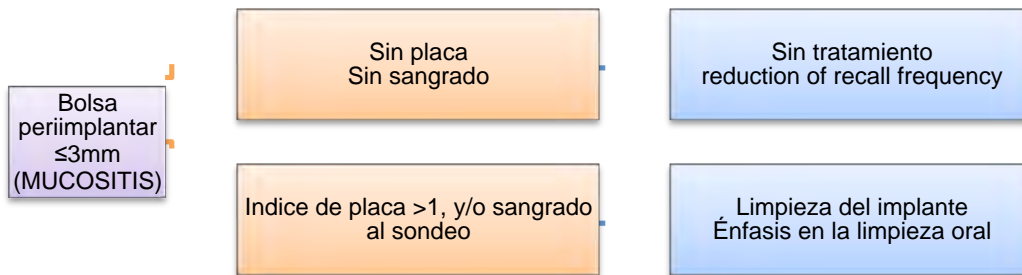 Bolsa
periimplantar
≤3mm
(MUCOSITIS)
Sin placa
Sin sangrado
Sin tratamiento
reduction of recall frequency
Indice de placa >1, y/o sangrado
al sondeo
Limpieza del implante
Énfasis en la limpieza oral